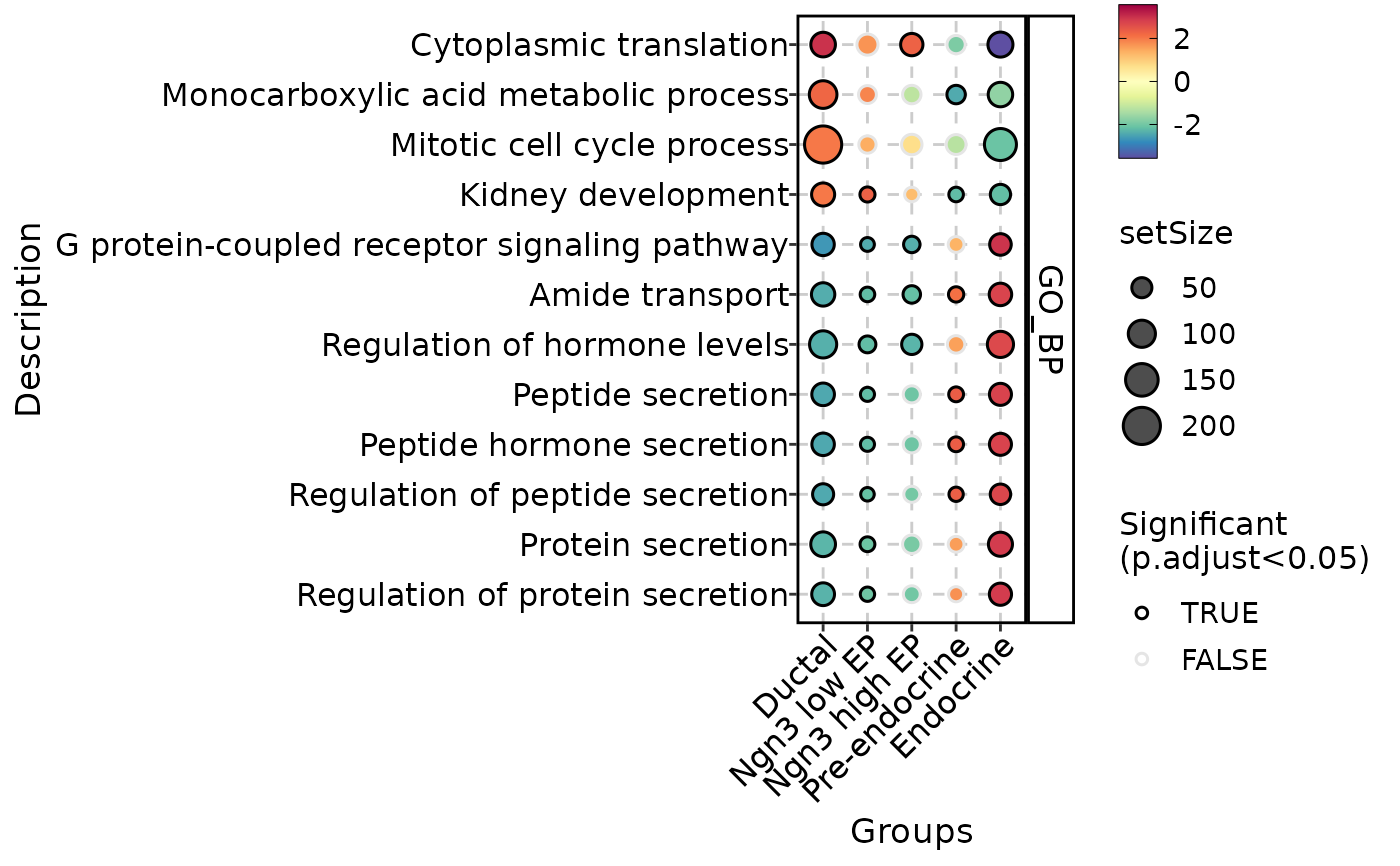 Description
Cytoplasmic translation
Monocarboxylic acid metabolic process
Mitotic cell cycle process
Kidney development
G protein-coupled receptor signaling pathway
Amide transport
Regulation of hormone levels
Peptide secretion
Peptide hormone secretion
Regulation of peptide secretion
Protein secretion
Regulation of protein secretion
GO_BP
Ductal
Ngn3 low EP
Ngn3 high EP
Pre-endocrine
Endocrine
Groups
2
0
-2
setSize
50
100
150
200
Significant
(p.adjust<0.05)
TRUE
FALSE